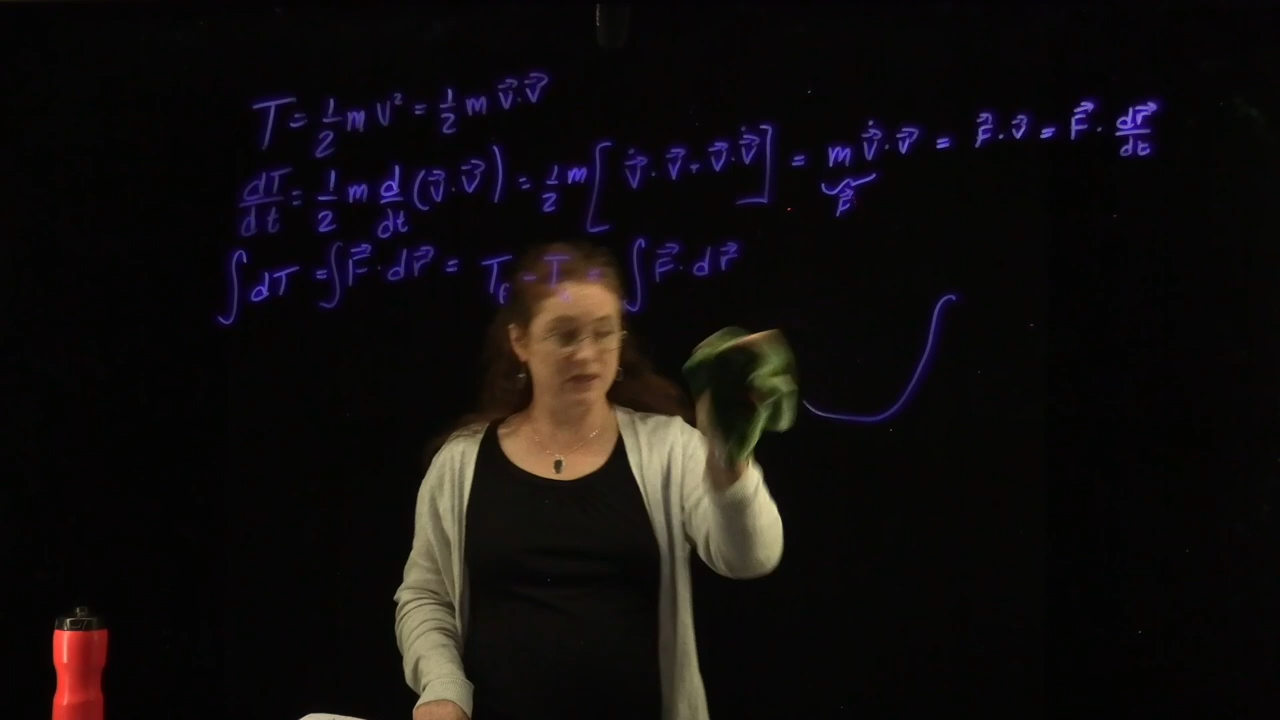 T = 1/2 m v² = 1/2 m v⃗·v⃗
dT/dt = 1/2 m d/dt (v⃗·v⃗) = 1/2 m [ v⃗̇·v⃗ + v⃗·v⃗̇ ] = m v⃗̇·v⃗ = F⃗·v⃗ = F⃗· dr⃗/dt
F⃗
∫dT = ∫F⃗·dr⃗ = T_f - T_i = ∫F⃗·dr⃗